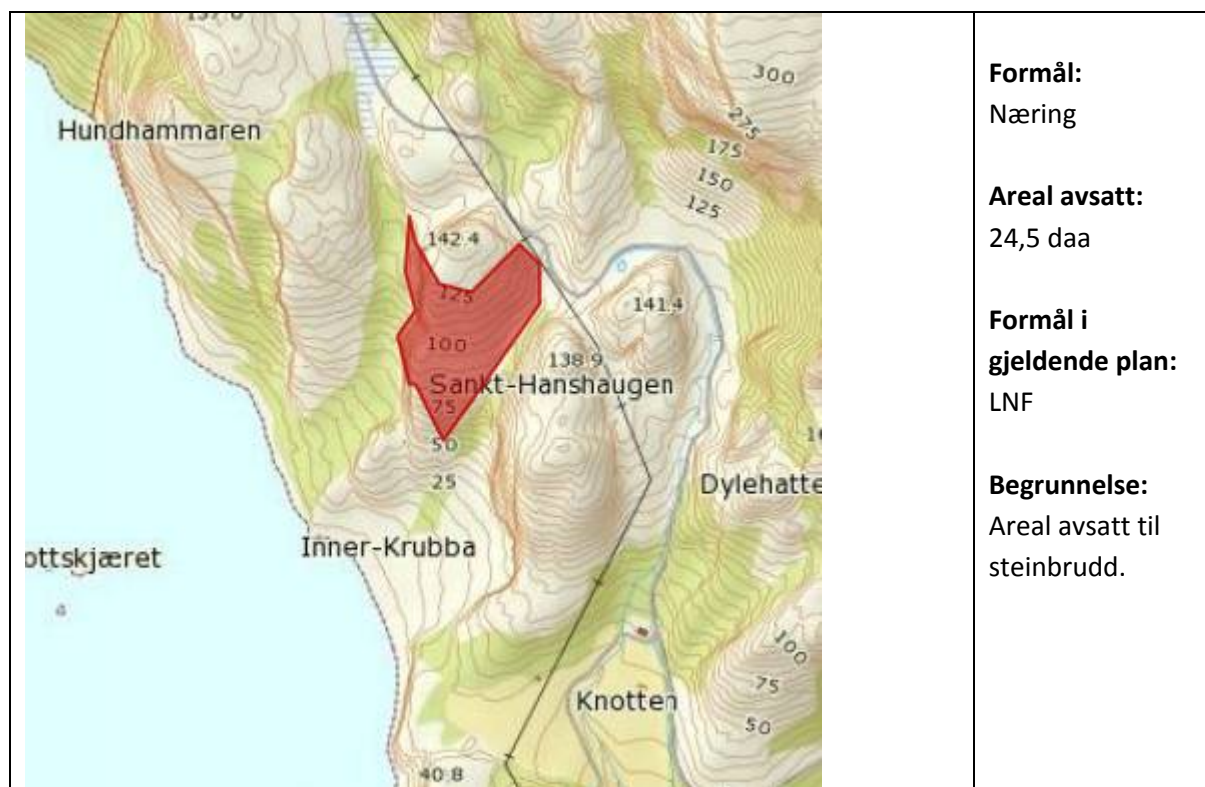 300
275
175
150
125
Hundhammaren
142.4
125
141.4
100
138.9
Sankt-Hanshaugen
75
50
25
Dylehatte
Inner-Krubba
ottskjæret
100
75
50
Knotten
40.8
Formål:
Næring
Areal avsatt:
24,5 daa
Formål i
gjeldende plan:
LNF
Begrunnelse:
Areal avsatt til
steinbrudd.